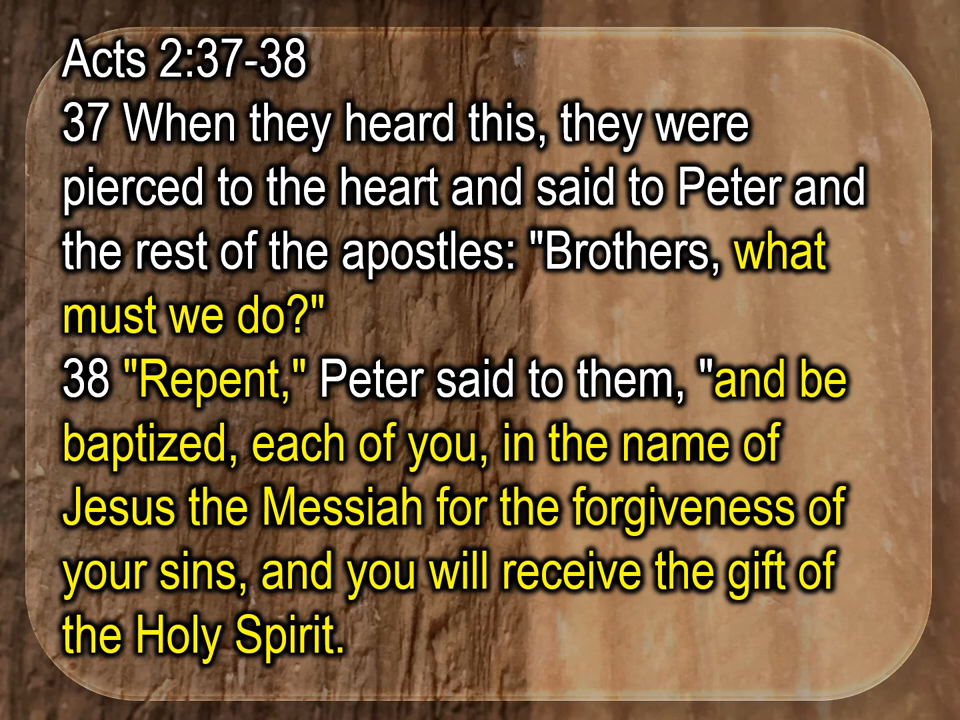 Acts 2:37-38
37 When they heard this, they were
pierced to the heart and said to Peter and
the rest of the apostles: "Brothers, what
must we do?"
38 "Repent," Peter said to them, "and be
baptized, each of you, in the name of
Jesus the Messiah for the forgiveness of
your sins, and you will receive the gift of
the Holy Spirit.